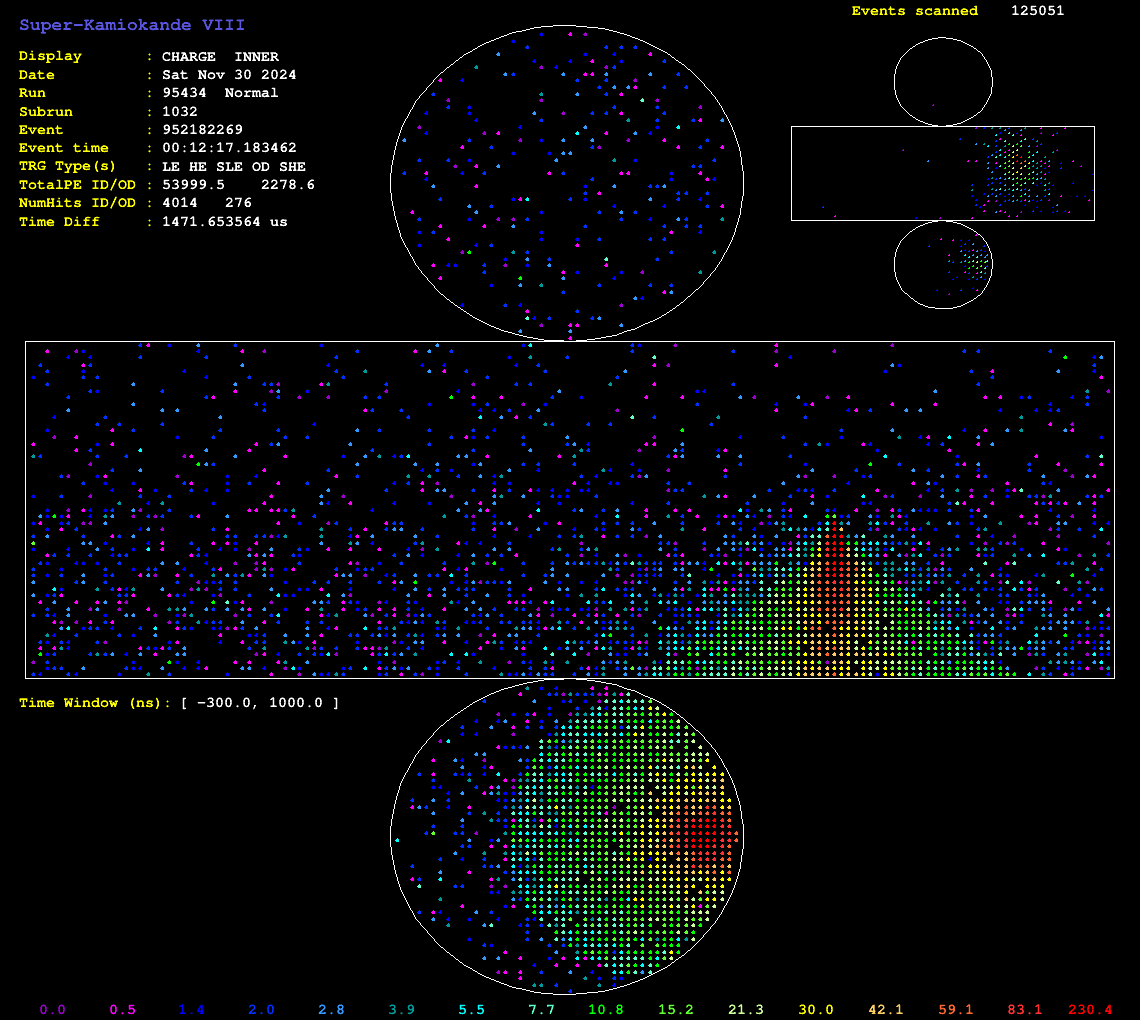 Super-Kamiokande VIII
Events scanned 125051
Display : CHARGE INNER
Date : Sat Nov 30 2024
Run : 95434 Normal
Subrun : 1032
Event : 952182269
Event time : 00:12:17.183462
TRG Type(s) : LE HE SLE OD SHE
TotalPE ID/OD : 53999.5 2278.6
NumHits ID/OD : 4014 276
Time Diff : 1471.653564 us
Time Window (ns): [ -300.0, 1000.0 ]
0.0 0.5 1.4 2.0 2.8 3.9 5.5 7.7 10.8 15.2 21.3 30.0 42.1 59.1 83.1 230.4